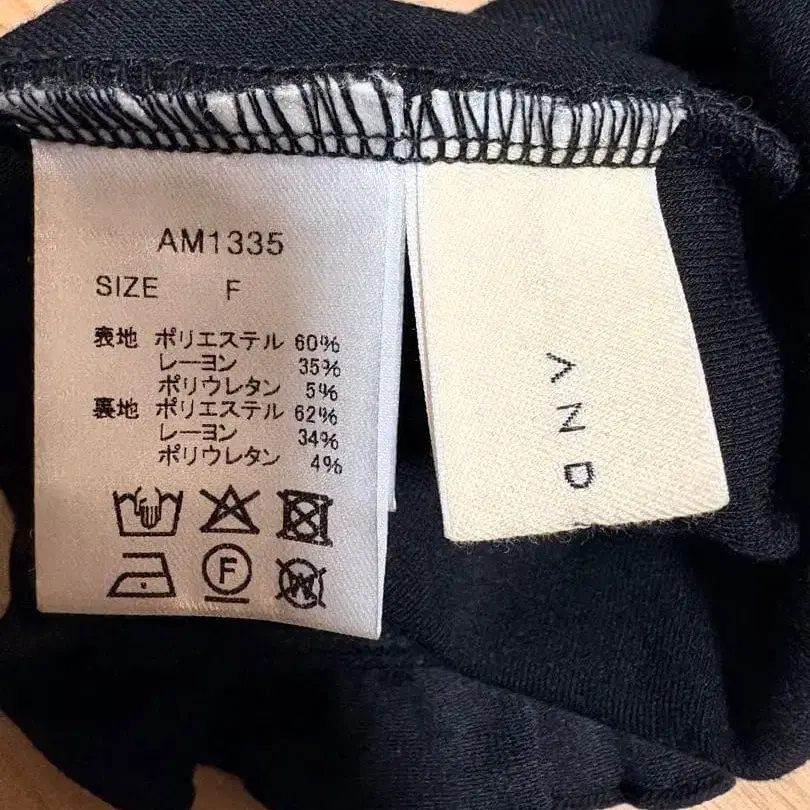 AM1335
SIZE F
表地 ポリエステル 60%
レーヨン 35%
ポリウレタン 5%
裏地 ポリエステル 62%
レーヨン 34%
ポリウレタン 4%
F
W
AND